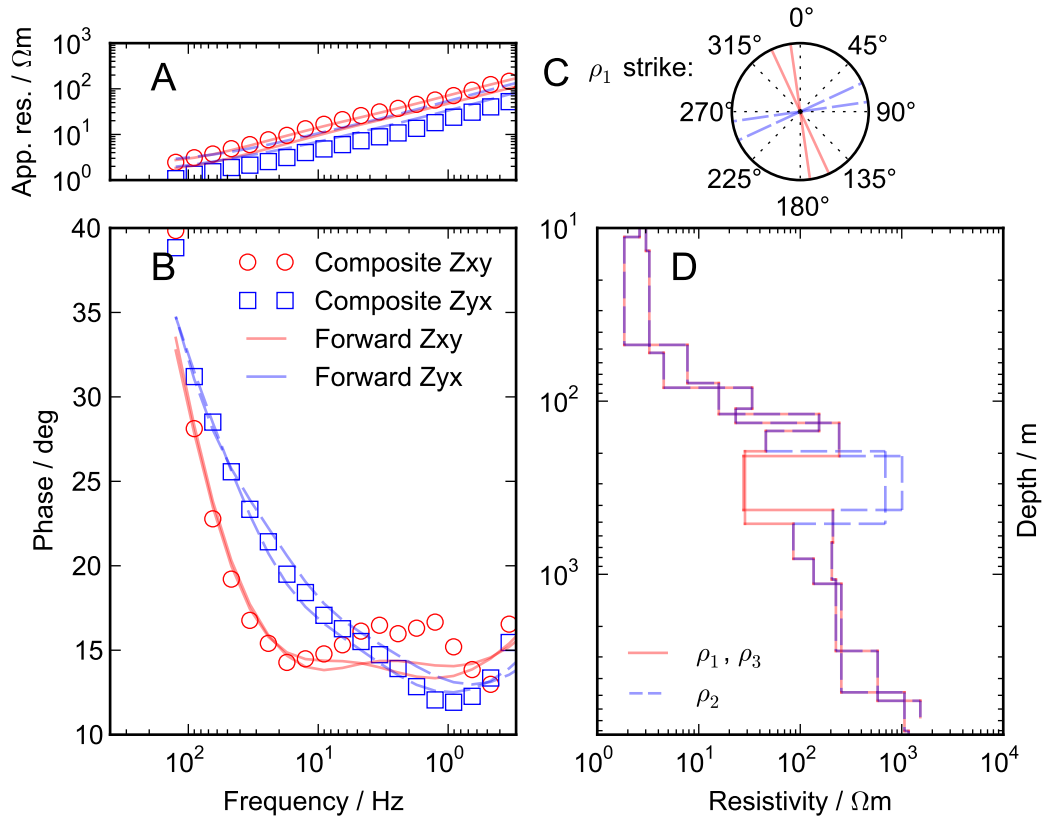 A
App. res. / Ωm
10³
10²
10¹
10⁰
C
ρ₁ strike:
0°
45°
90°
135°
180°
225°
270°
315°
B
Phase / deg
40
35
30
25
20
15
10
Composite Zxy
Composite Zyx
Forward Zxy
Forward Zyx
10² 10¹ 10⁰
Frequency / Hz
D
10¹
10²
10³
Depth / m
ρ₁, ρ₃
ρ₂
10⁰ 10¹ 10² 10³ 10⁴
Resistivity / Ωm